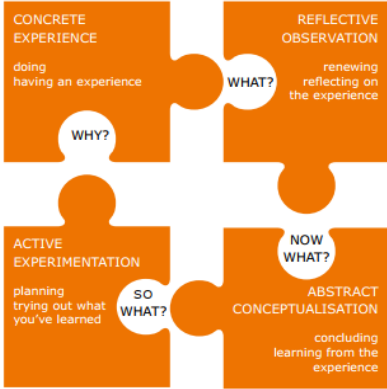 CONCRETE
EXPERIENCE
doing
having an experience
WHY?
REFLECTIVE
OBSERVATION
renewing
reflecting on
the experience
WHAT?
ACTIVE
EXPERIMENTATION
planning
trying out what
you've learned
SO
WHAT?
NOW
WHAT?
ABSTRACT
CONCEPTUALISATION
concluding
learning from the
experience